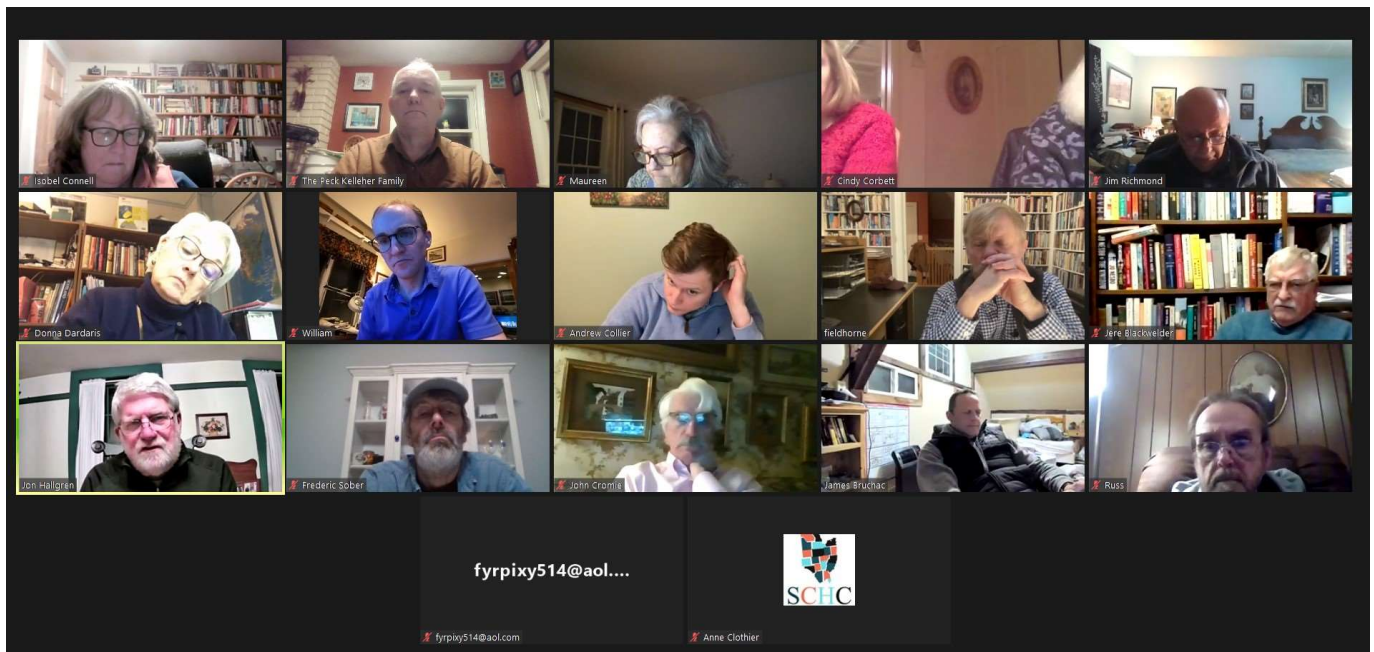 Isobel Connell
The Peck Kelleher Family
Maureen
Cindy Corbett
Jim Richmond
Donna Dardaris
William
Andrew Collier
fieldhorne
Jere Blackwelder
Jon Hallgren
Frederic Sober
John Cromie
James Bruchac
Russ
fyrpixy514@aol....
SCHC
fyrpixy514@aol.com
Anne Clothier